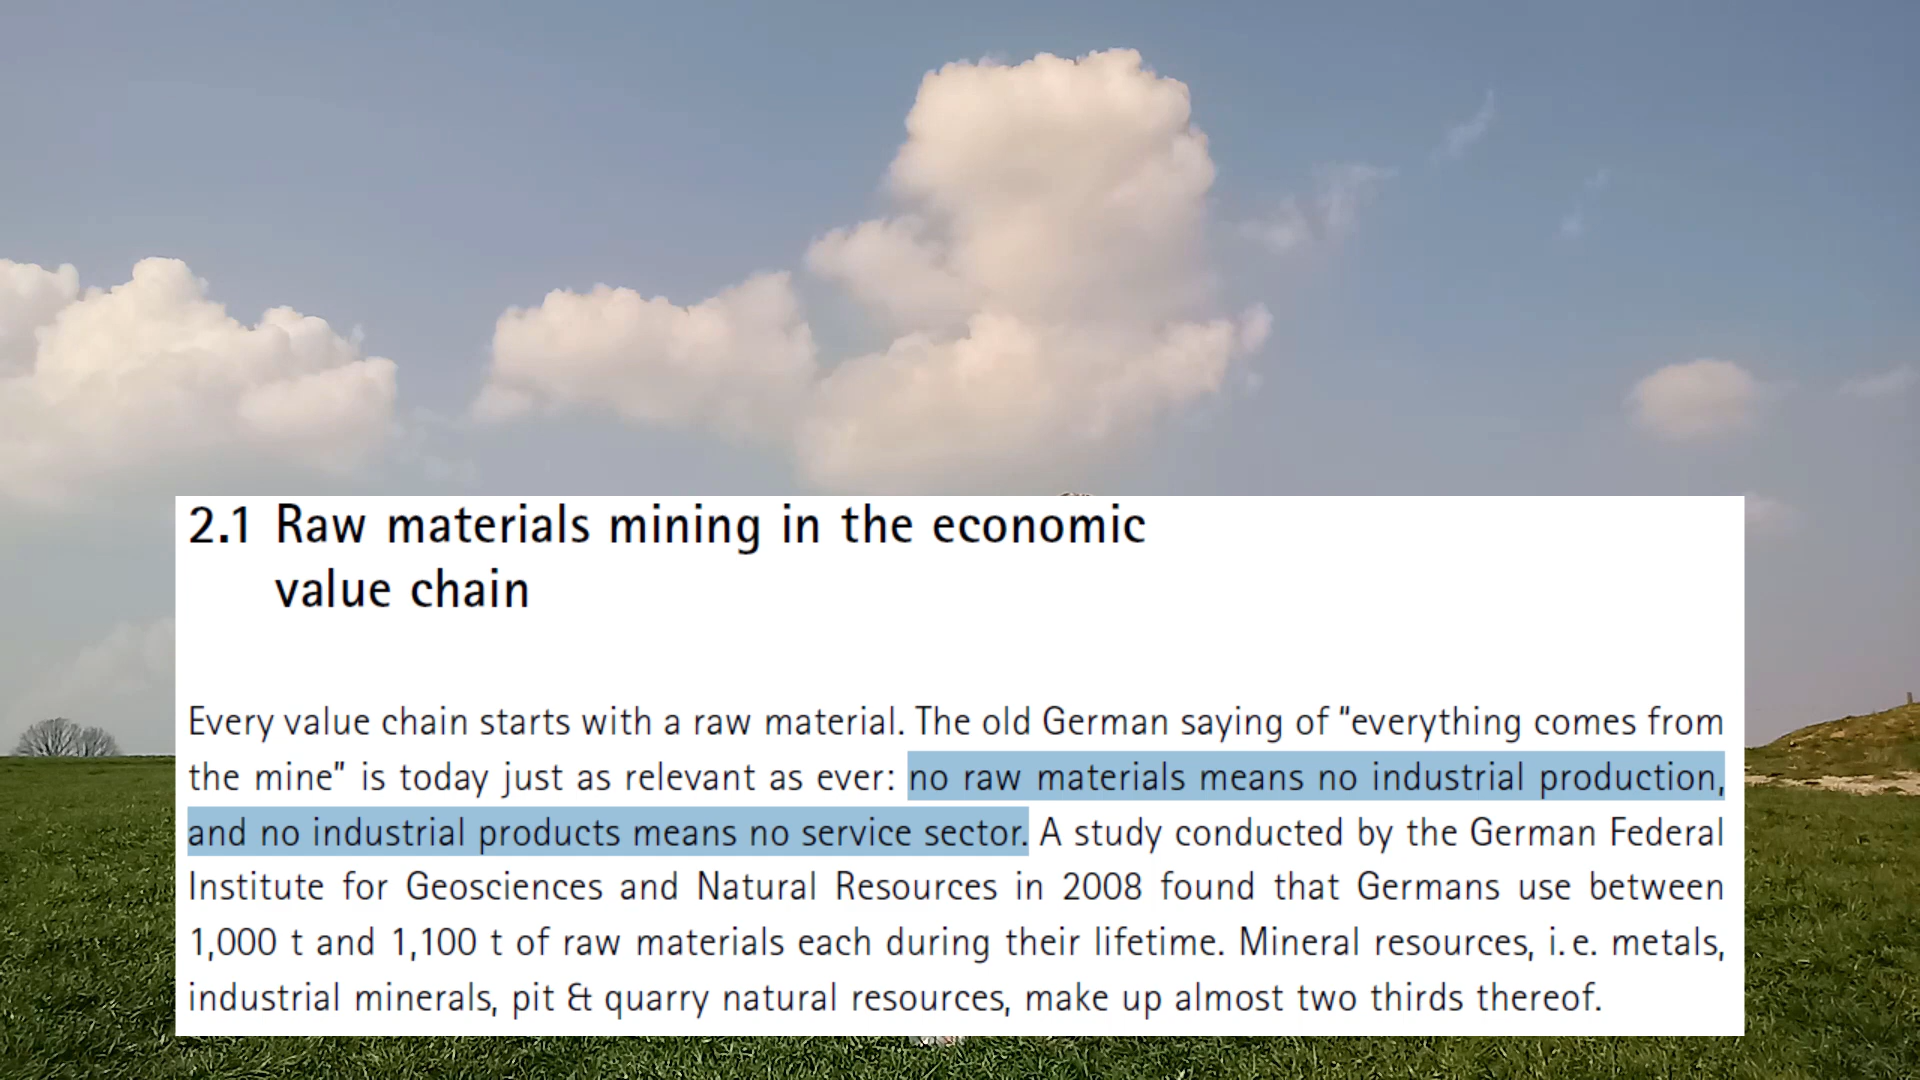 2.1 Raw materials mining in the economic
value chain
Every value chain starts with a raw material. The old German saying of "everything comes from
the mine" is today just as relevant as ever: no raw materials means no industrial production,
and no industrial products means no service sector. A study conducted by the German Federal
Institute for Geosciences and Natural Resources in 2008 found that Germans use between
1,000 t and 1,100 t of raw materials each during their lifetime. Mineral resources, i. e. metals,
industrial minerals, pit & quarry natural resources, make up almost two thirds thereof.